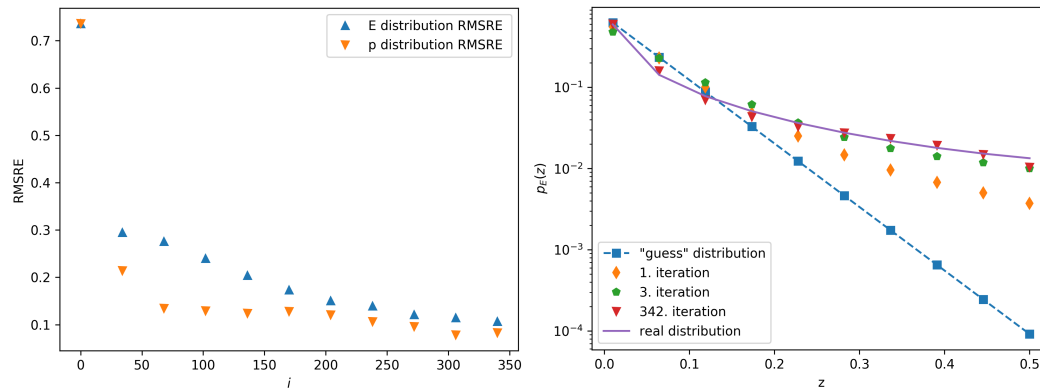 0.7
0.6
0.5
0.4
0.3
0.2
0.1
RMSRE
0
50
100
150
200
250
300
350
i
E distribution RMSRE
p distribution RMSRE
10⁻¹
10⁻²
10⁻³
10⁻⁴
p_E(z)
0.0
0.1
0.2
0.3
0.4
0.5
z
"guess" distribution
1. iteration
3. iteration
342. iteration
real distribution